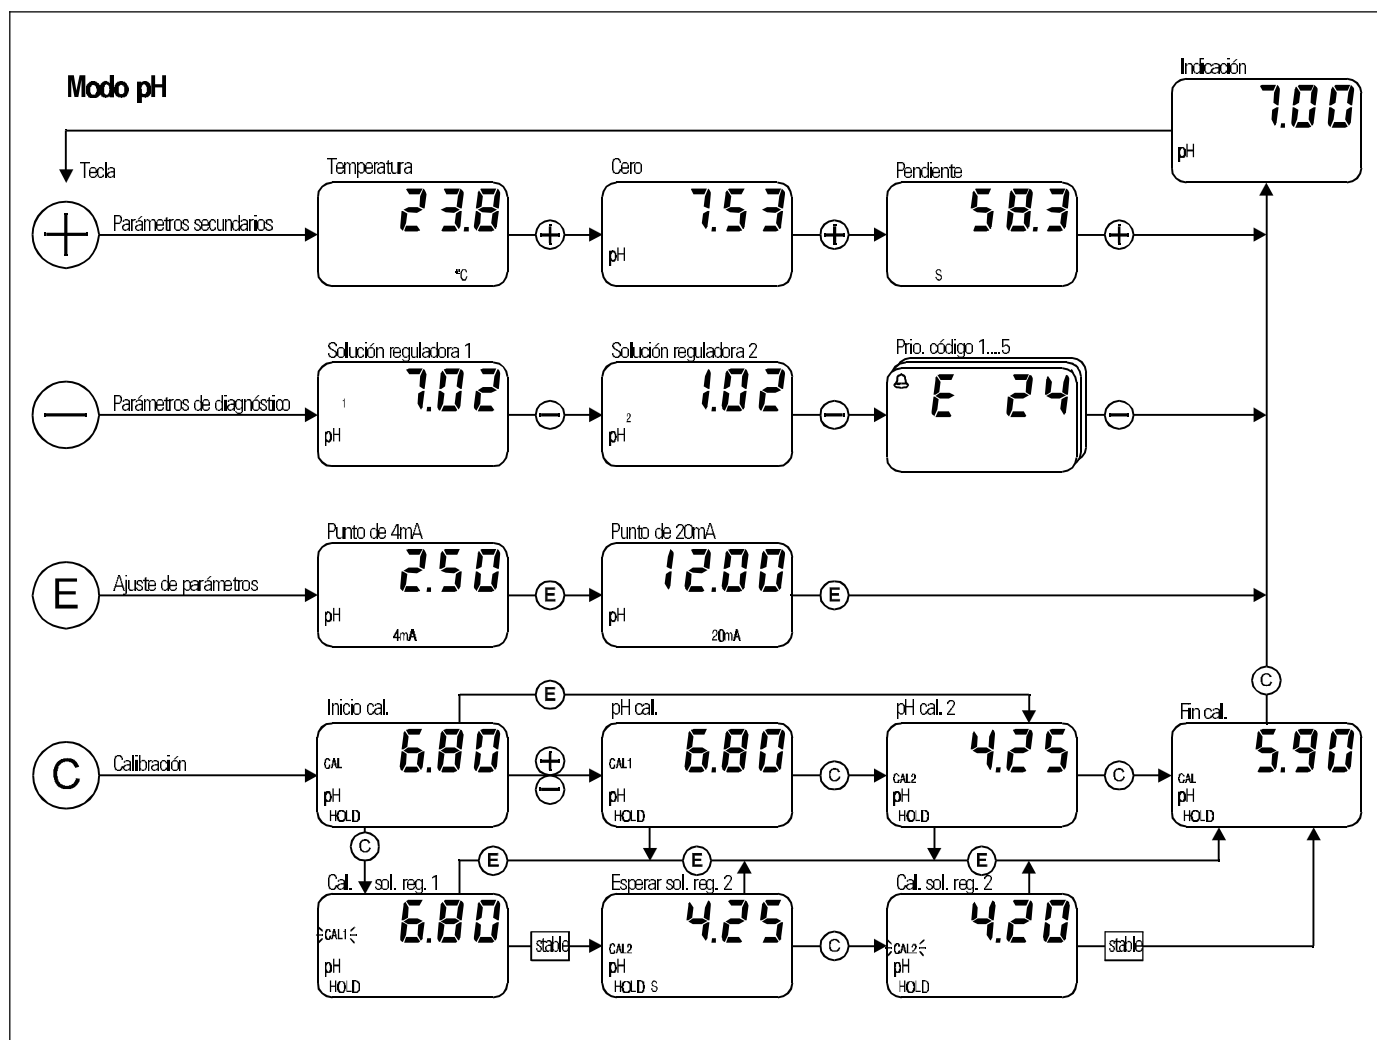 Modo pH
Indicación
7.00
pH
Tecla
Parámetros secundarios
Temperatura
23.8
°C
Cero
7.53
pH
Pendiente
58.3
S
Parámetros de diagnóstico
Solución reguladora 1
7.02
1
pH
Solución reguladora 2
1.02
2
pH
Prio. código 1....5
E 24
E
Ajuste de parámetros
Punto de 4mA
2.50
pH
4mA
E
Punto de 20mA
12.00
pH
20mA
E
C
Calibración
Inicio cal.
6.80
CAL
pH
HOLD
E
pH cal.
6.80
CAL1
pH
HOLD
C
pH cal. 2
4.25
CAL2
pH
HOLD
C
Fin cal.
5.90
CAL
pH
HOLD
C
C
E
E
E
Cal. sol. reg. 1
6.80
CAL1
pH
HOLD
stable
Esperar sol. reg. 2
4.25
CAL2
pH
HOLD S
C
Cal. sol. reg. 2
4.20
CAL2
pH
HOLD
stable